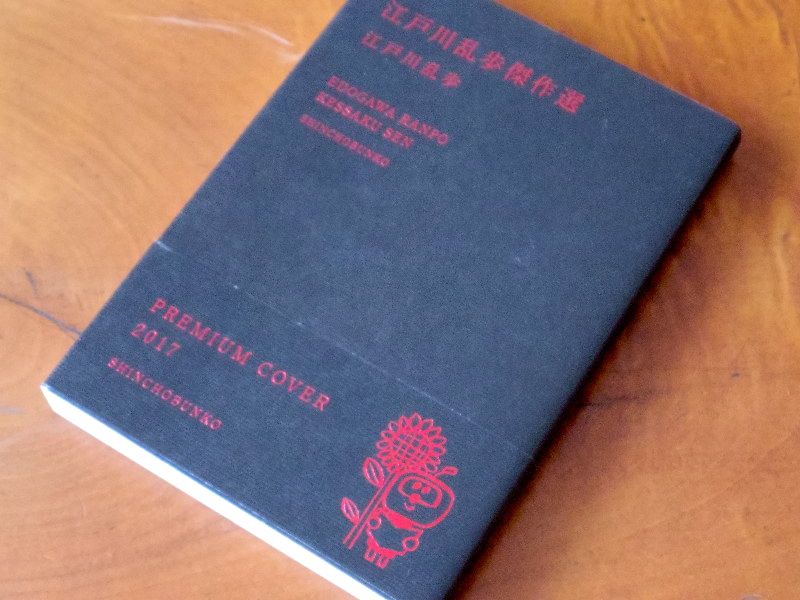 江戸川乱歩傑作選
江戸川乱歩
EDOGAWA RANPO
KESSAKU SEN
SHINCHOBUNKO
PREMIUM COVER
2017
SHINCHOBUNKO